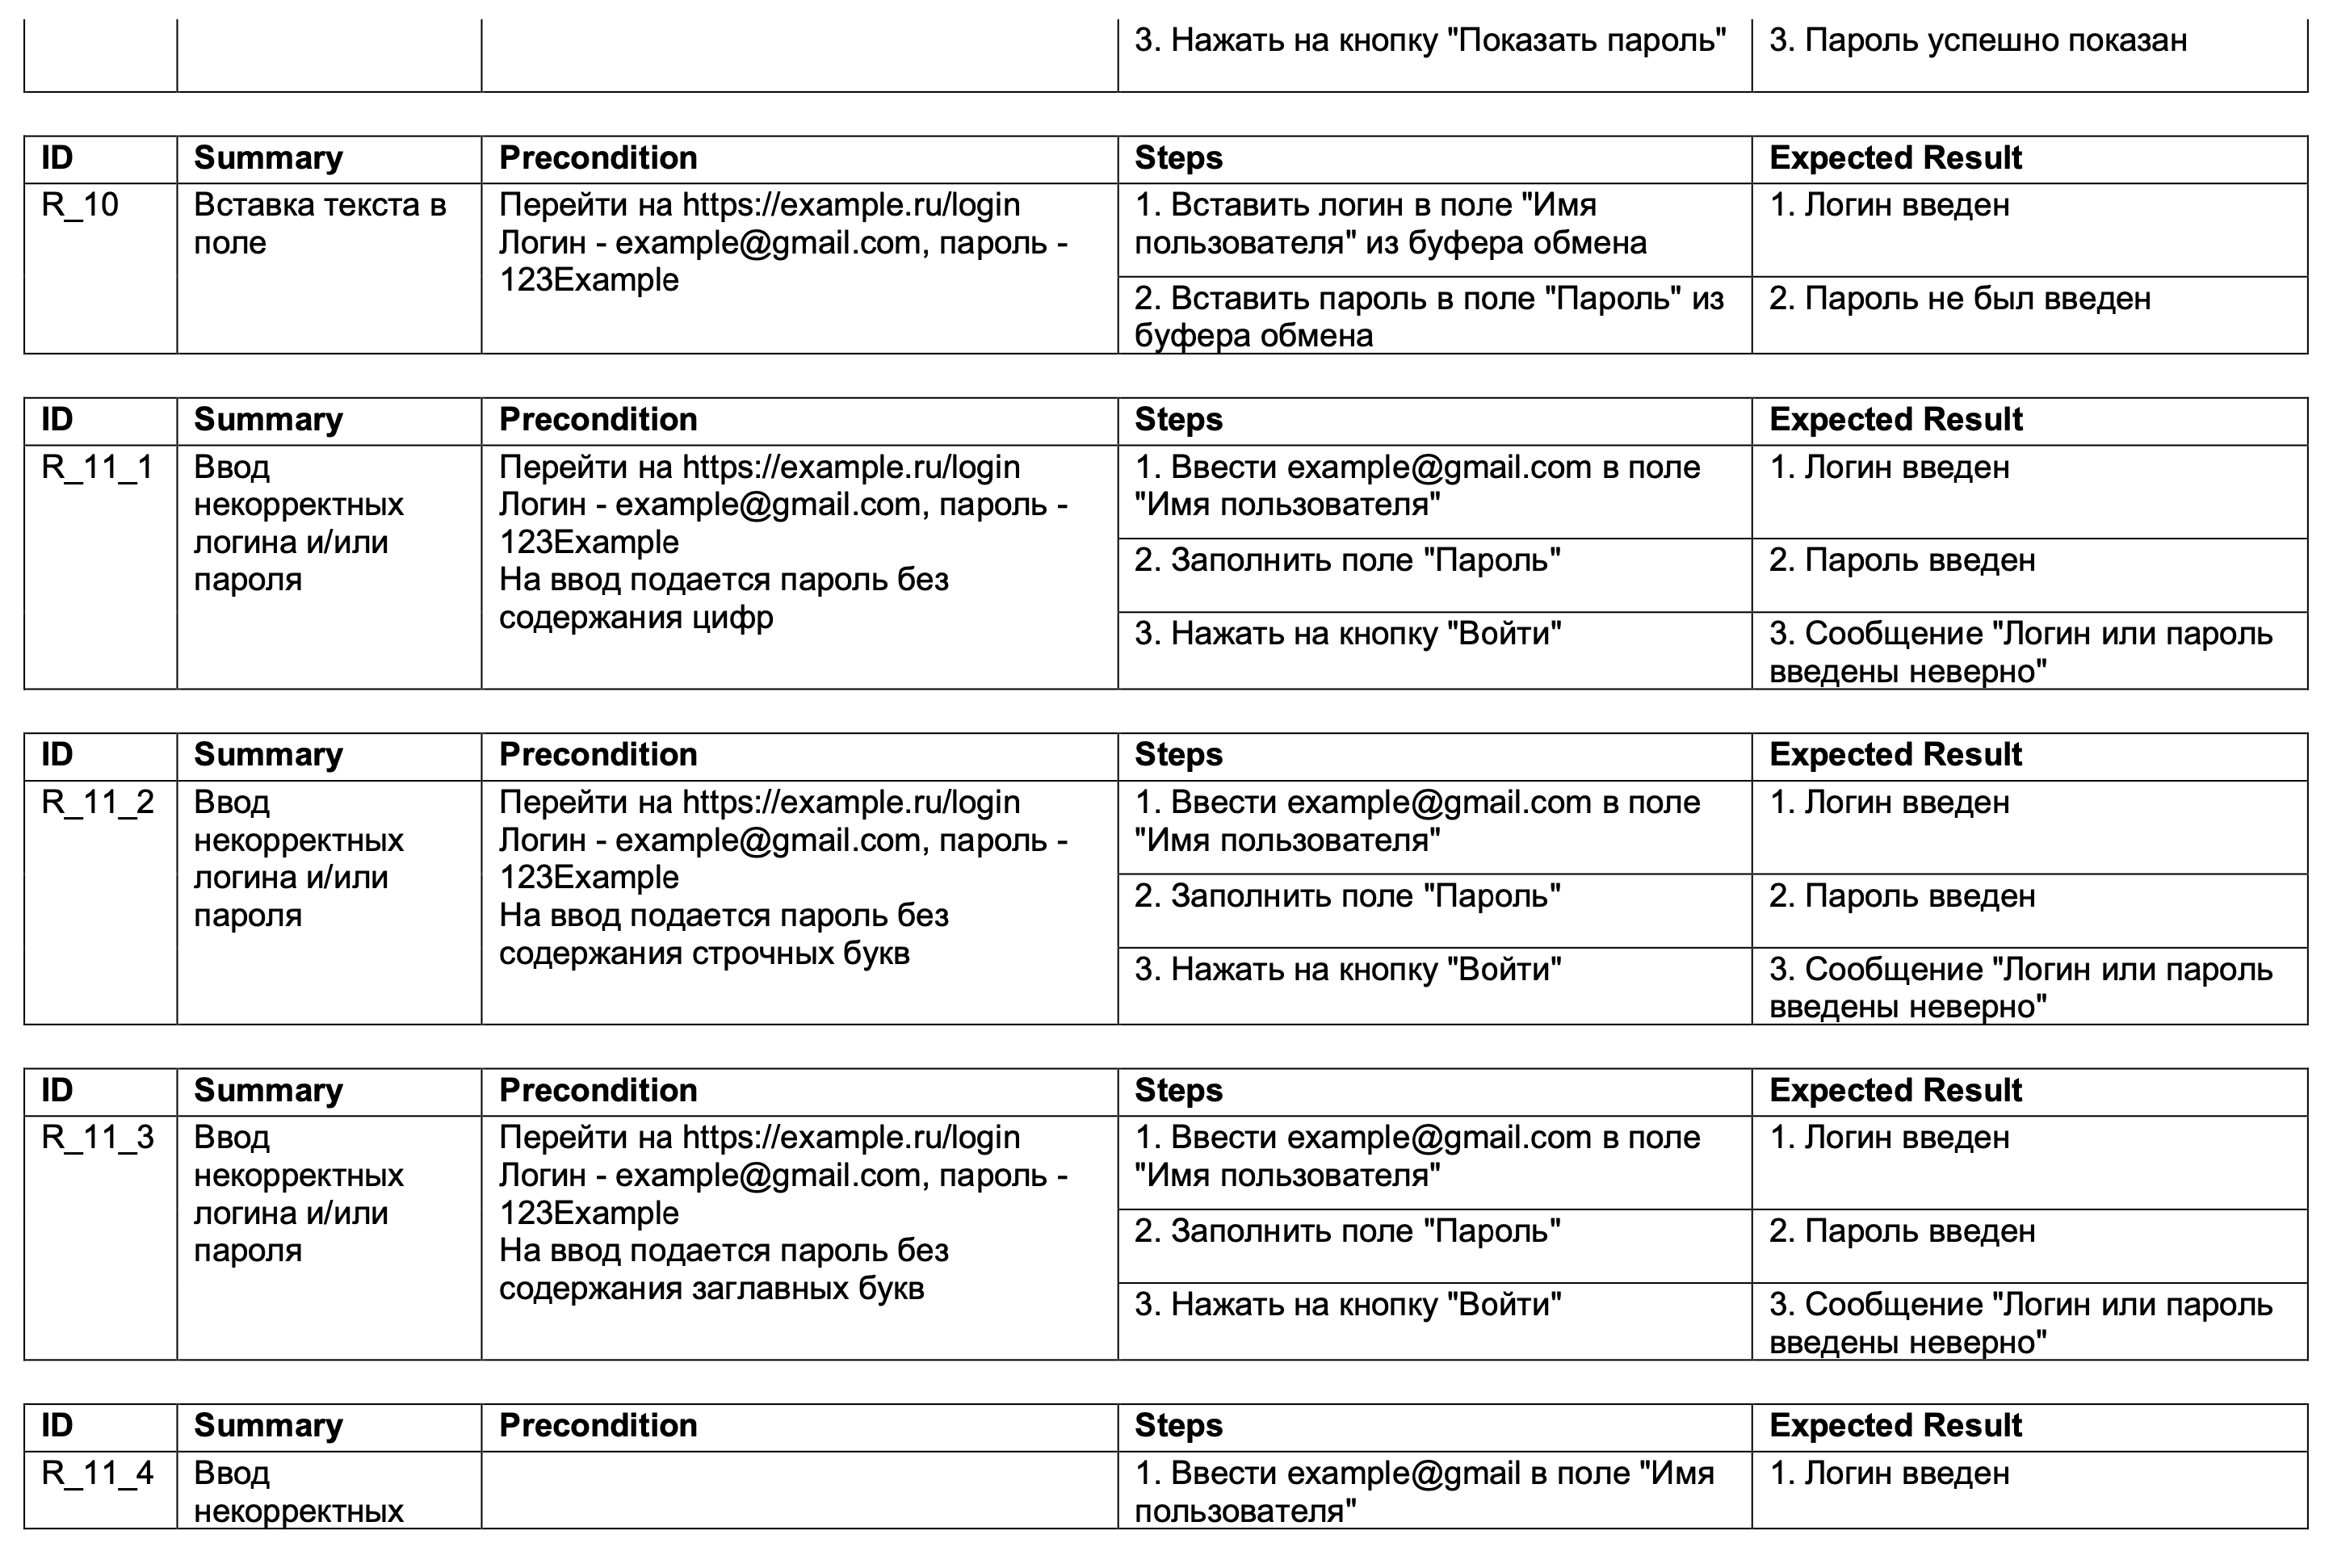 3. Нажать на кнопку "Показать пароль"
3. Пароль успешно показан
ID
Summary
Precondition
Steps
Expected Result
R_10
Вставка текста в
поле
Перейти на https://example.ru/login
Логин - example@gmail.com, пароль -
123Example
1. Вставить логин в поле "Имя
пользователя" из буфера обмена
1. Логин введен
2. Вставить пароль в поле "Пароль" из
буфера обмена
2. Пароль не был введен
ID
Summary
Precondition
Steps
Expected Result
R_11_1
Ввод
некорректных
логина и/или
пароля
Перейти на https://example.ru/login
Логин - example@gmail.com, пароль -
123Example
На ввод подается пароль без
содержания цифр
1. Ввести example@gmail.com в поле
"Имя пользователя"
1. Логин введен
2. Заполнить поле "Пароль"
2. Пароль введен
3. Нажать на кнопку "Войти"
3. Сообщение "Логин или пароль
введены неверно"
ID
Summary
Precondition
Steps
Expected Result
R_11_2
Ввод
некорректных
логина и/или
пароля
Перейти на https://example.ru/login
Логин - example@gmail.com, пароль -
123Example
На ввод подается пароль без
содержания строчных букв
1. Ввести example@gmail.com в поле
"Имя пользователя"
1. Логин введен
2. Заполнить поле "Пароль"
2. Пароль введен
3. Нажать на кнопку "Войти"
3. Сообщение "Логин или пароль
введены неверно"
ID
Summary
Precondition
Steps
Expected Result
R_11_3
Ввод
некорректных
логина и/или
пароля
Перейти на https://example.ru/login
Логин - example@gmail.com, пароль -
123Example
На ввод подается пароль без
содержания заглавных букв
1. Ввести example@gmail.com в поле
"Имя пользователя"
1. Логин введен
2. Заполнить поле "Пароль"
2. Пароль введен
3. Нажать на кнопку "Войти"
3. Сообщение "Логин или пароль
введены неверно"
ID
Summary
Precondition
Steps
Expected Result
R_11_4
Ввод
некорректных
1. Ввести example@gmail в поле "Имя
пользователя"
1. Логин введен